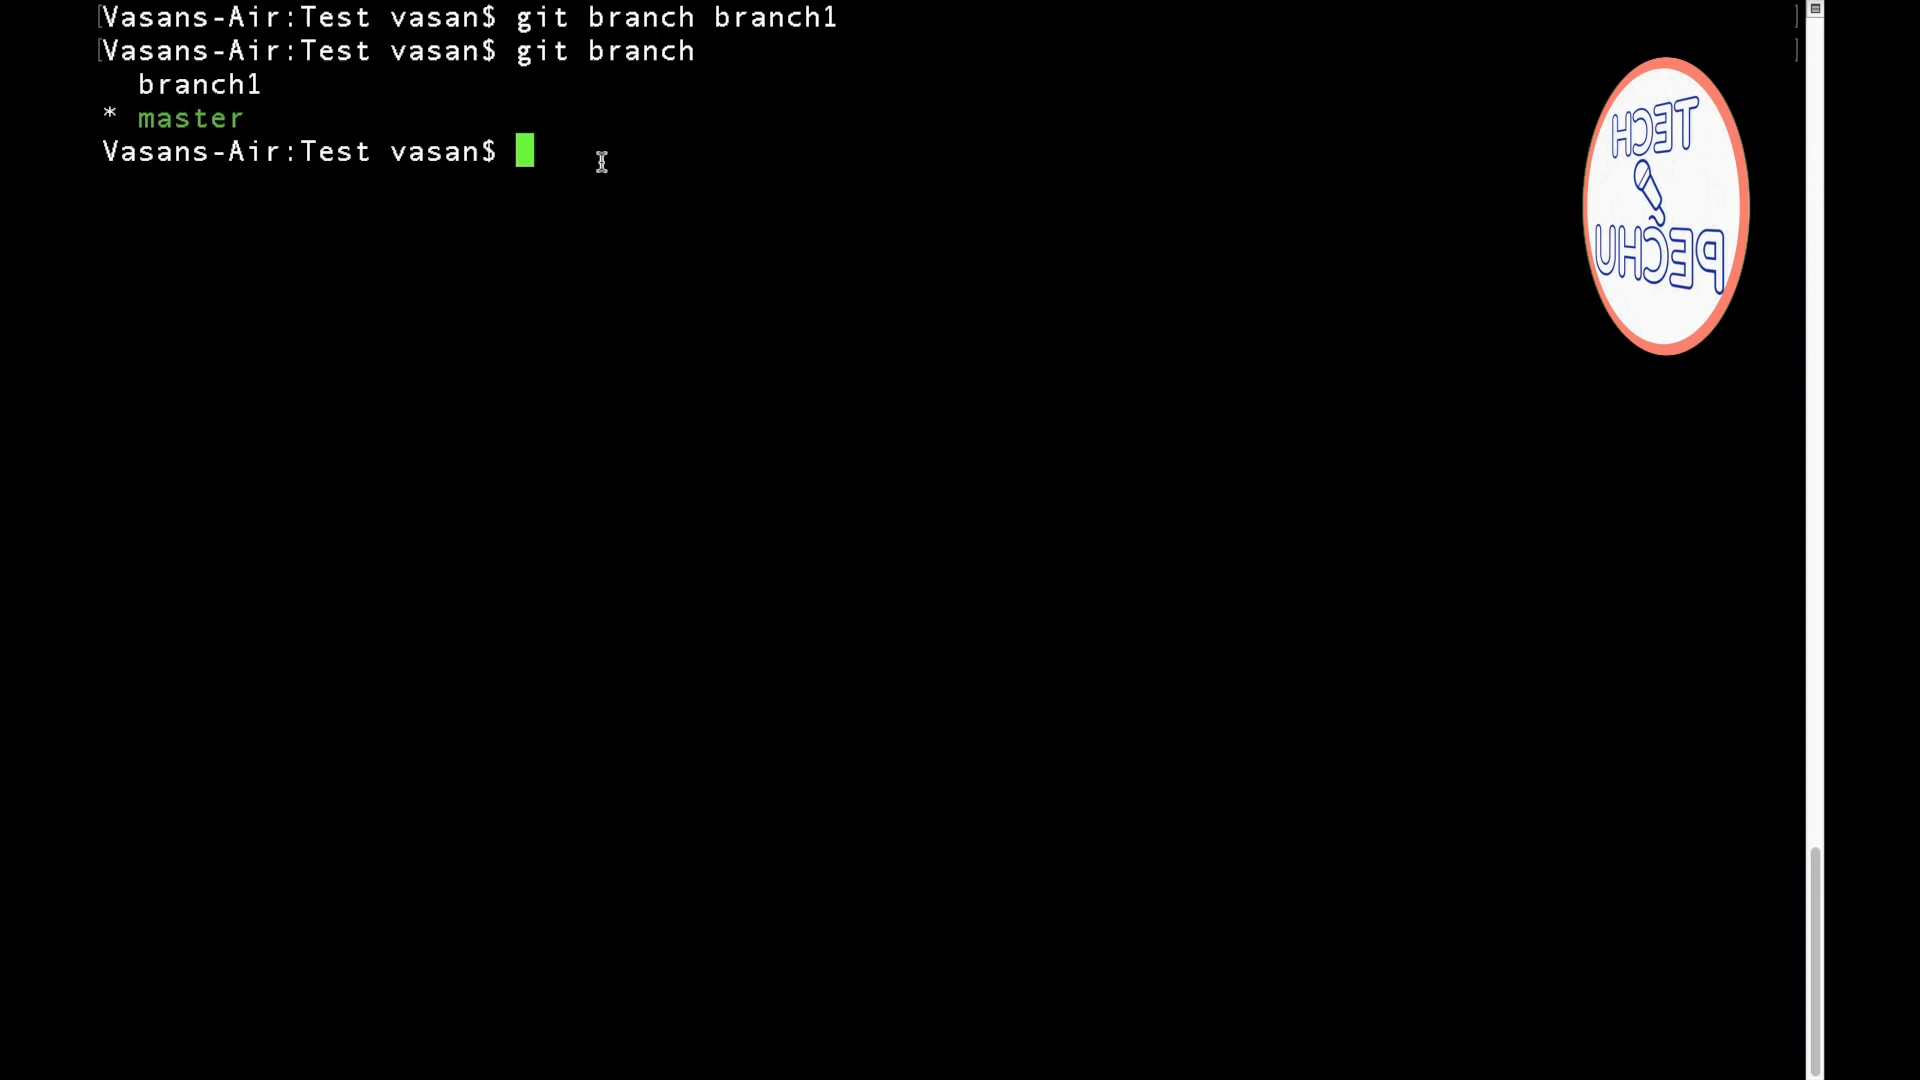 Vasans-Air:Test vasan$ git branch branch1
Vasans-Air:Test vasan$ git branch
branch1
* master
Vasans-Air:Test vasan$
TECH
PECHU